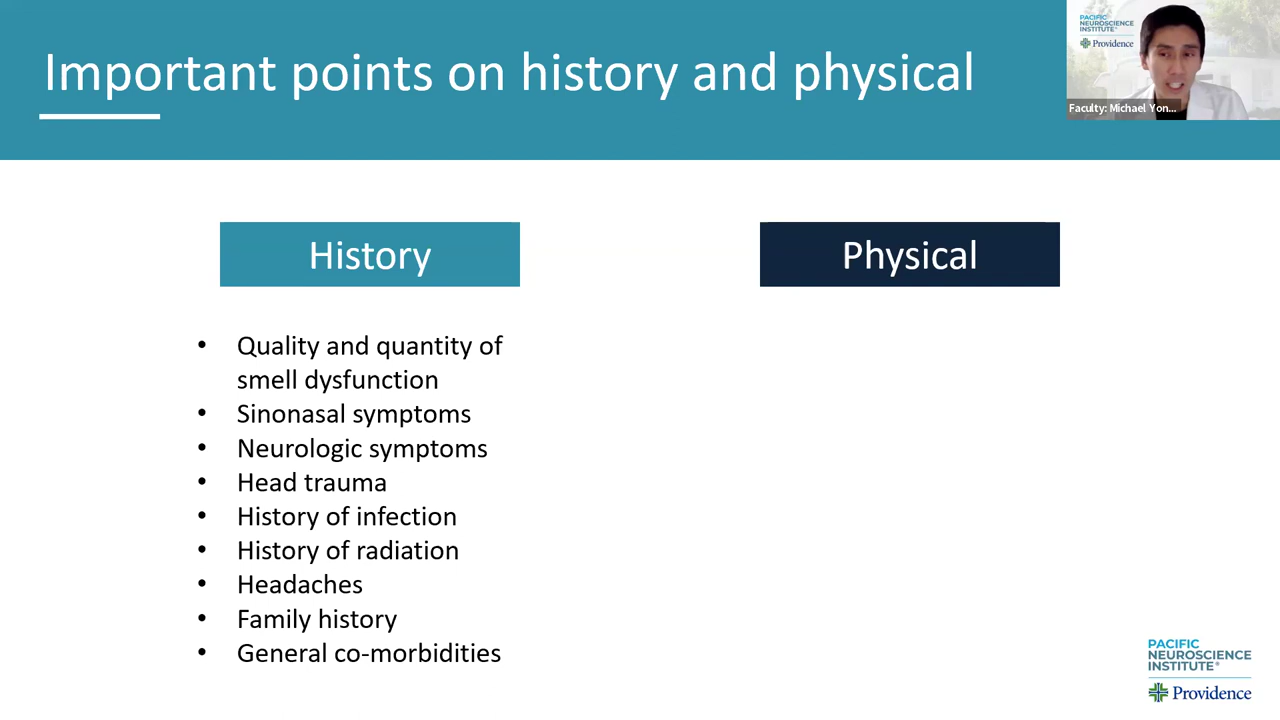 Important points on history and physical
PACIFIC
NEUROSCIENCE
INSTITUTE®
Providence
Faculty: Michael Yon...
History
Physical
• Quality and quantity of
smell dysfunction
• Sinonasal symptoms
• Neurologic symptoms
• Head trauma
• History of infection
• History of radiation
• Headaches
• Family history
• General co-morbidities
PACIFIC
NEUROSCIENCE
INSTITUTE®
Providence